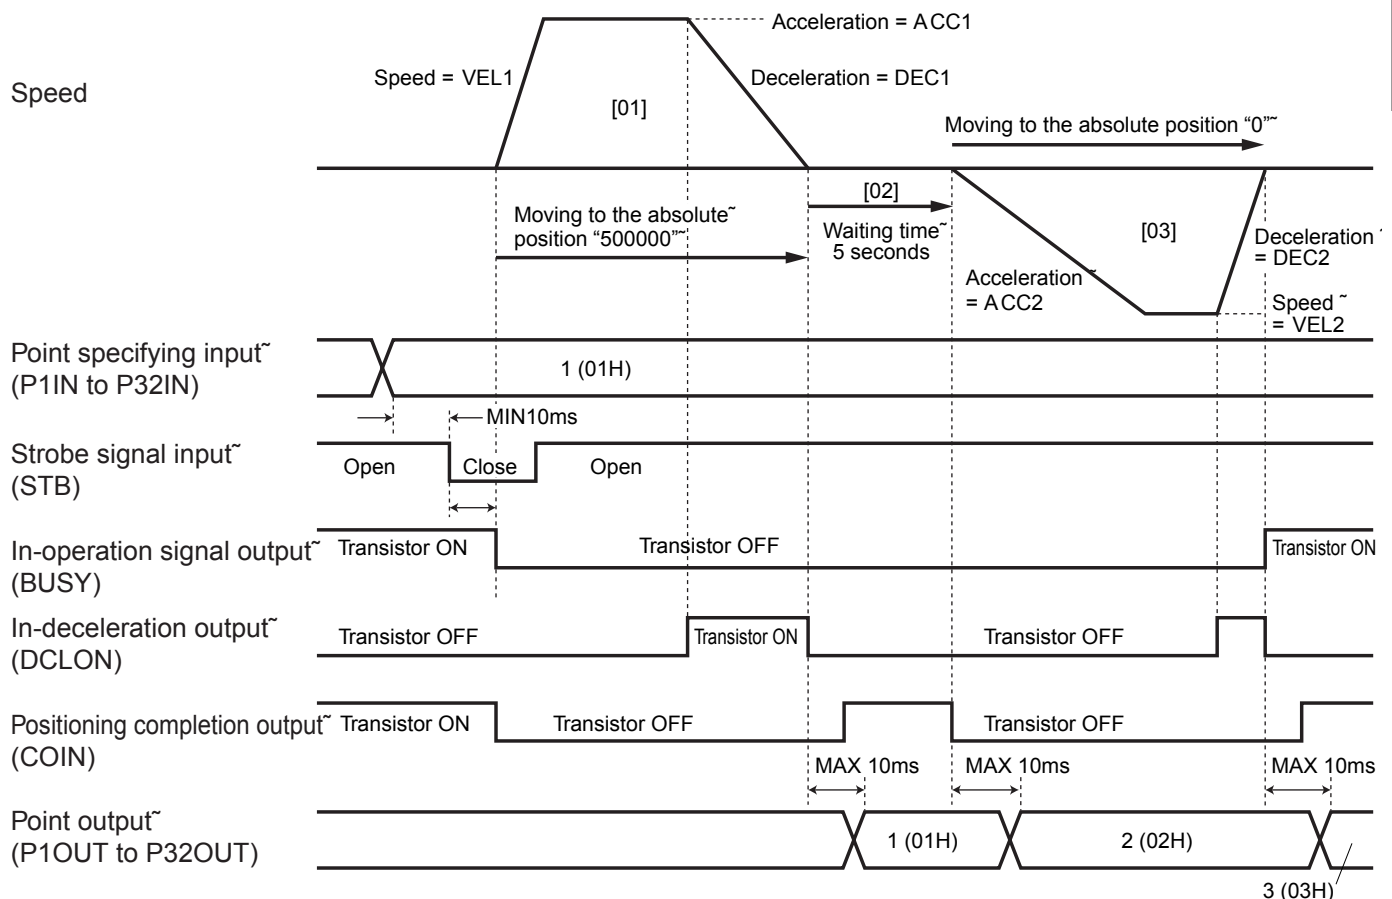 Acceleration = ACC1
Speed = VEL1
Deceleration = DEC1
Speed
[01]
Moving to the absolute position “0”˜
[02]
Moving to the absolute˜
position “500000”˜
Waiting time˜
5 seconds
[03]
Deceleration ˜
= DEC2
Acceleration ˜
= ACC2
Speed ˜
= VEL2
Point specifying input˜
(P1IN to P32IN)
1 (01H)
MIN10ms
Strobe signal input˜
(STB)
Open
Close
Open
In-operation signal output˜
(BUSY)
Transistor ON
Transistor OFF
Transistor ON
In-deceleration output˜
(DCLON)
Transistor OFF
Transistor ON
Transistor OFF
Positioning completion output˜
(COIN)
Transistor ON
Transistor OFF
Transistor OFF
MAX 10ms
MAX 10ms
MAX 10ms
Point output˜
(P1OUT to P32OUT)
1 (01H)
2 (02H)
3 (03H)